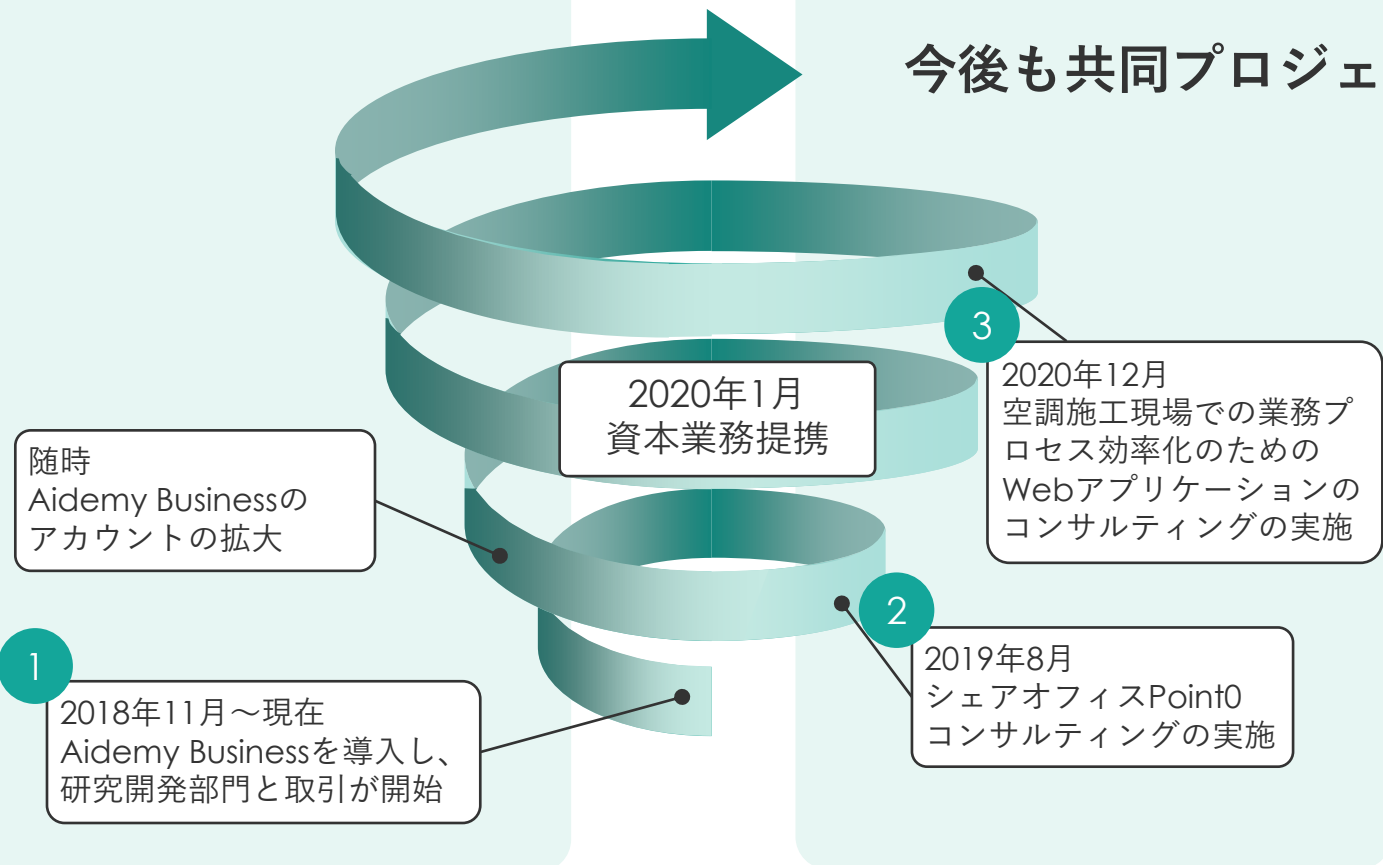 今後も共同プロジェ
3
2020年12月
空調施工現場での業務プ
ロセス効率化のための
Webアプリケーションの
コンサルティングの実施
2020年1月
資本業務提携
随時
Aidemy Businessの
アカウントの拡大
2
2019年8月
シェアオフィスPoint0
コンサルティングの実施
1
2018年11月～現在
Aidemy Businessを導入し、
研究開発部門と取引が開始